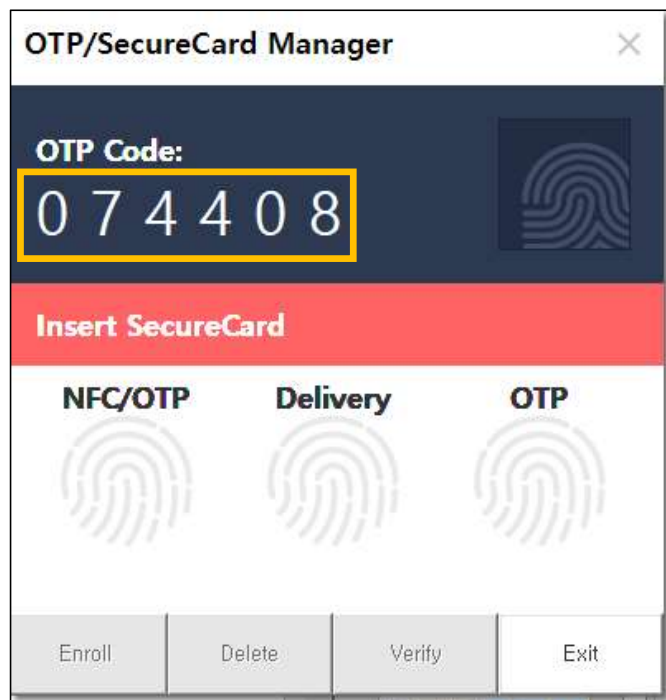 OTP/SecureCard Manager
OTP Code:
0 7 4 4 0 8
Insert SecureCard
NFC/OTP Delivery OTP
Enroll Delete Verify Exit